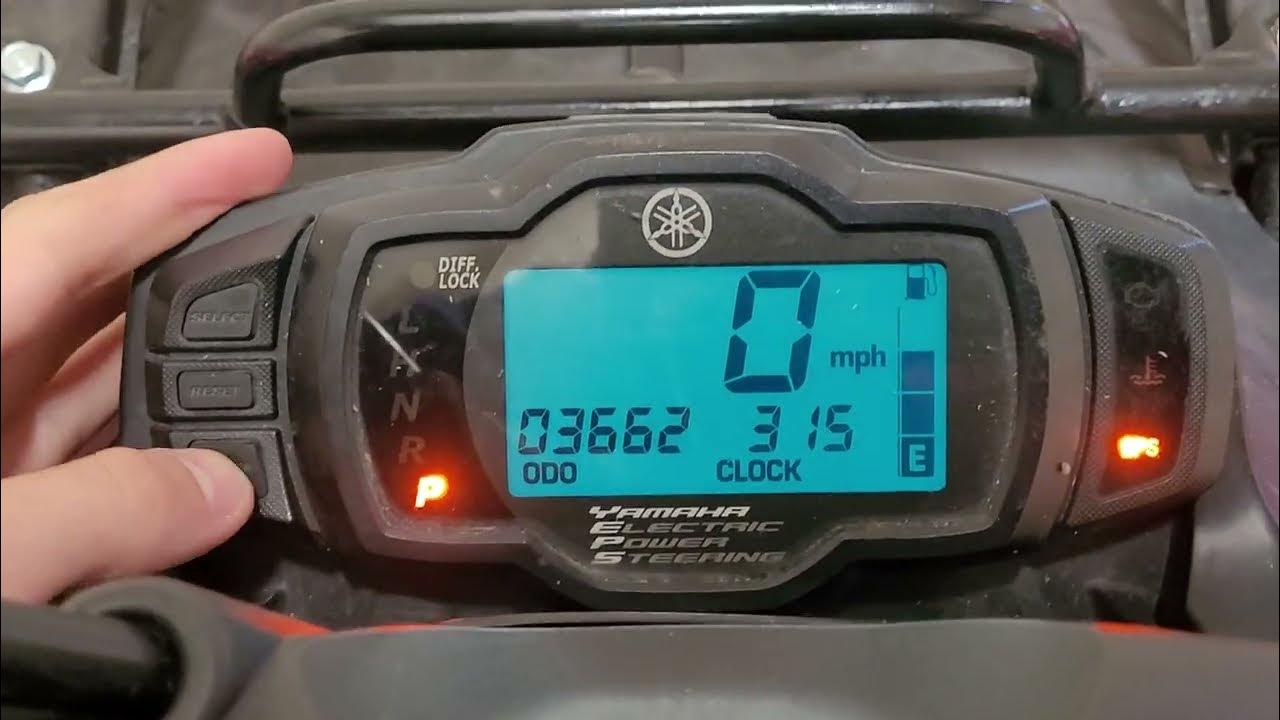 DIFF.
LOCK
SELECT
RESET
L
H
N
R
P
0
mph
03662
ODO
3 15
CLOCK
E
EPS
YAMAHA
ELECTRIC
POWER
STEERING